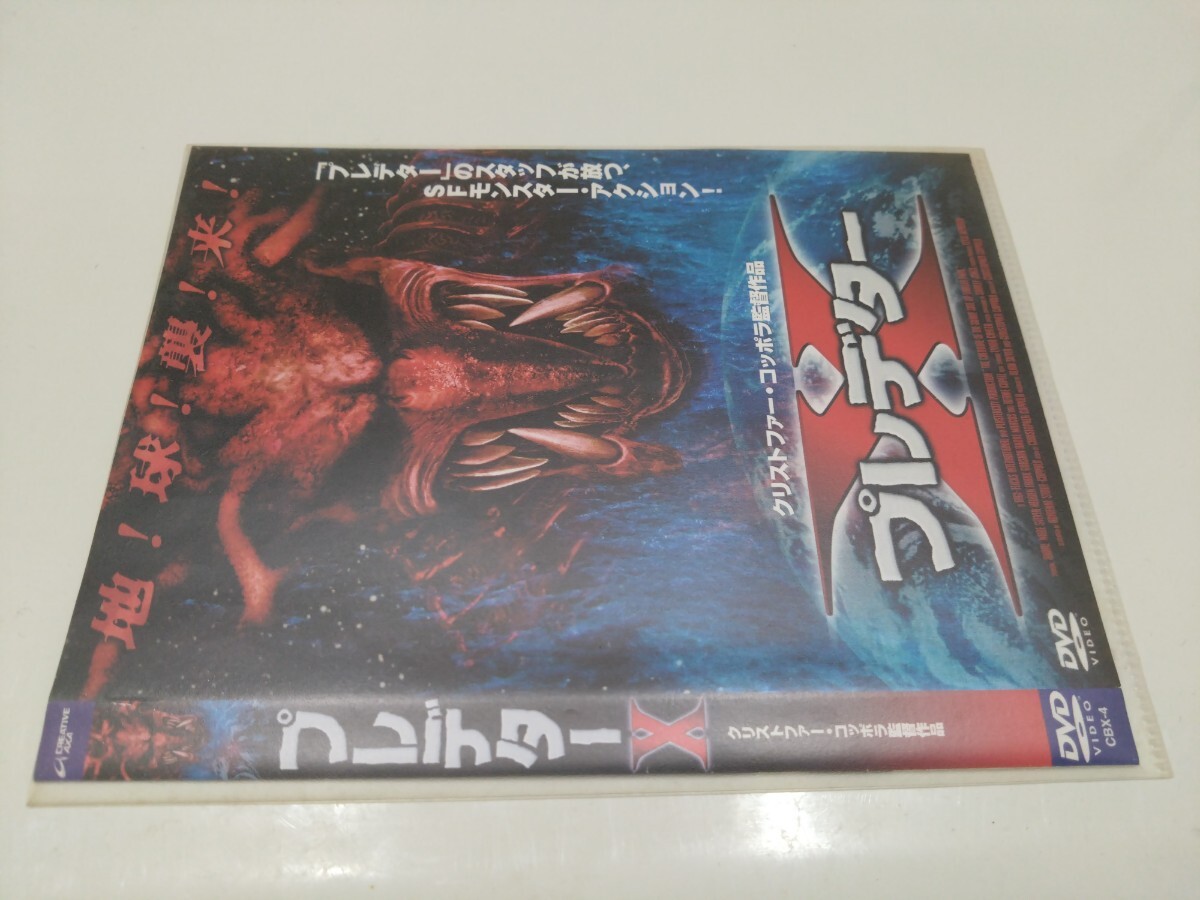 地!球!襲!来!
「プレデター」のスタッフが放つ、
SFモンスター・アクション!
クリストファー・コッポラ監督作品
プレデター
X
DVD
VIDEO
CREATIVE
AXA
プレデターX
クリストファー・コッポラ監督作品
DVD
VIDEO
CBX-4